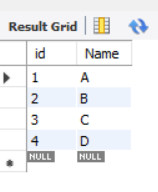 Result Grid
id Name
1 A
2 B
3 C
4 D
NULL NULL